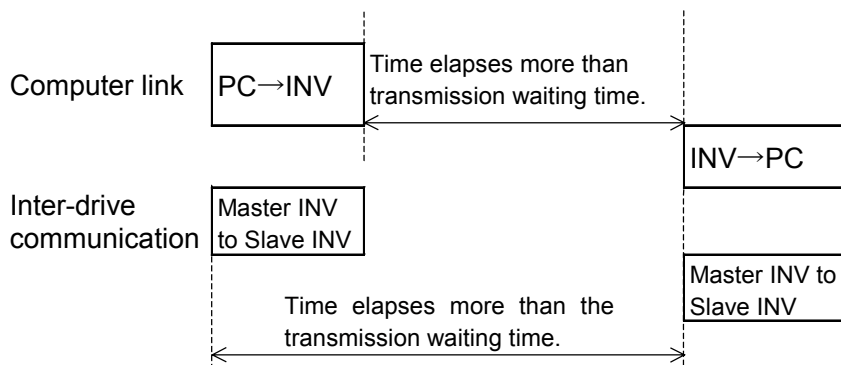 Computer link
PC→INV
Time elapses more than
transmission waiting time.
INV→PC
Inter-drive
communication
Master INV
to Slave INV
Master INV to
Slave INV
Time elapses more than the
transmission waiting time.